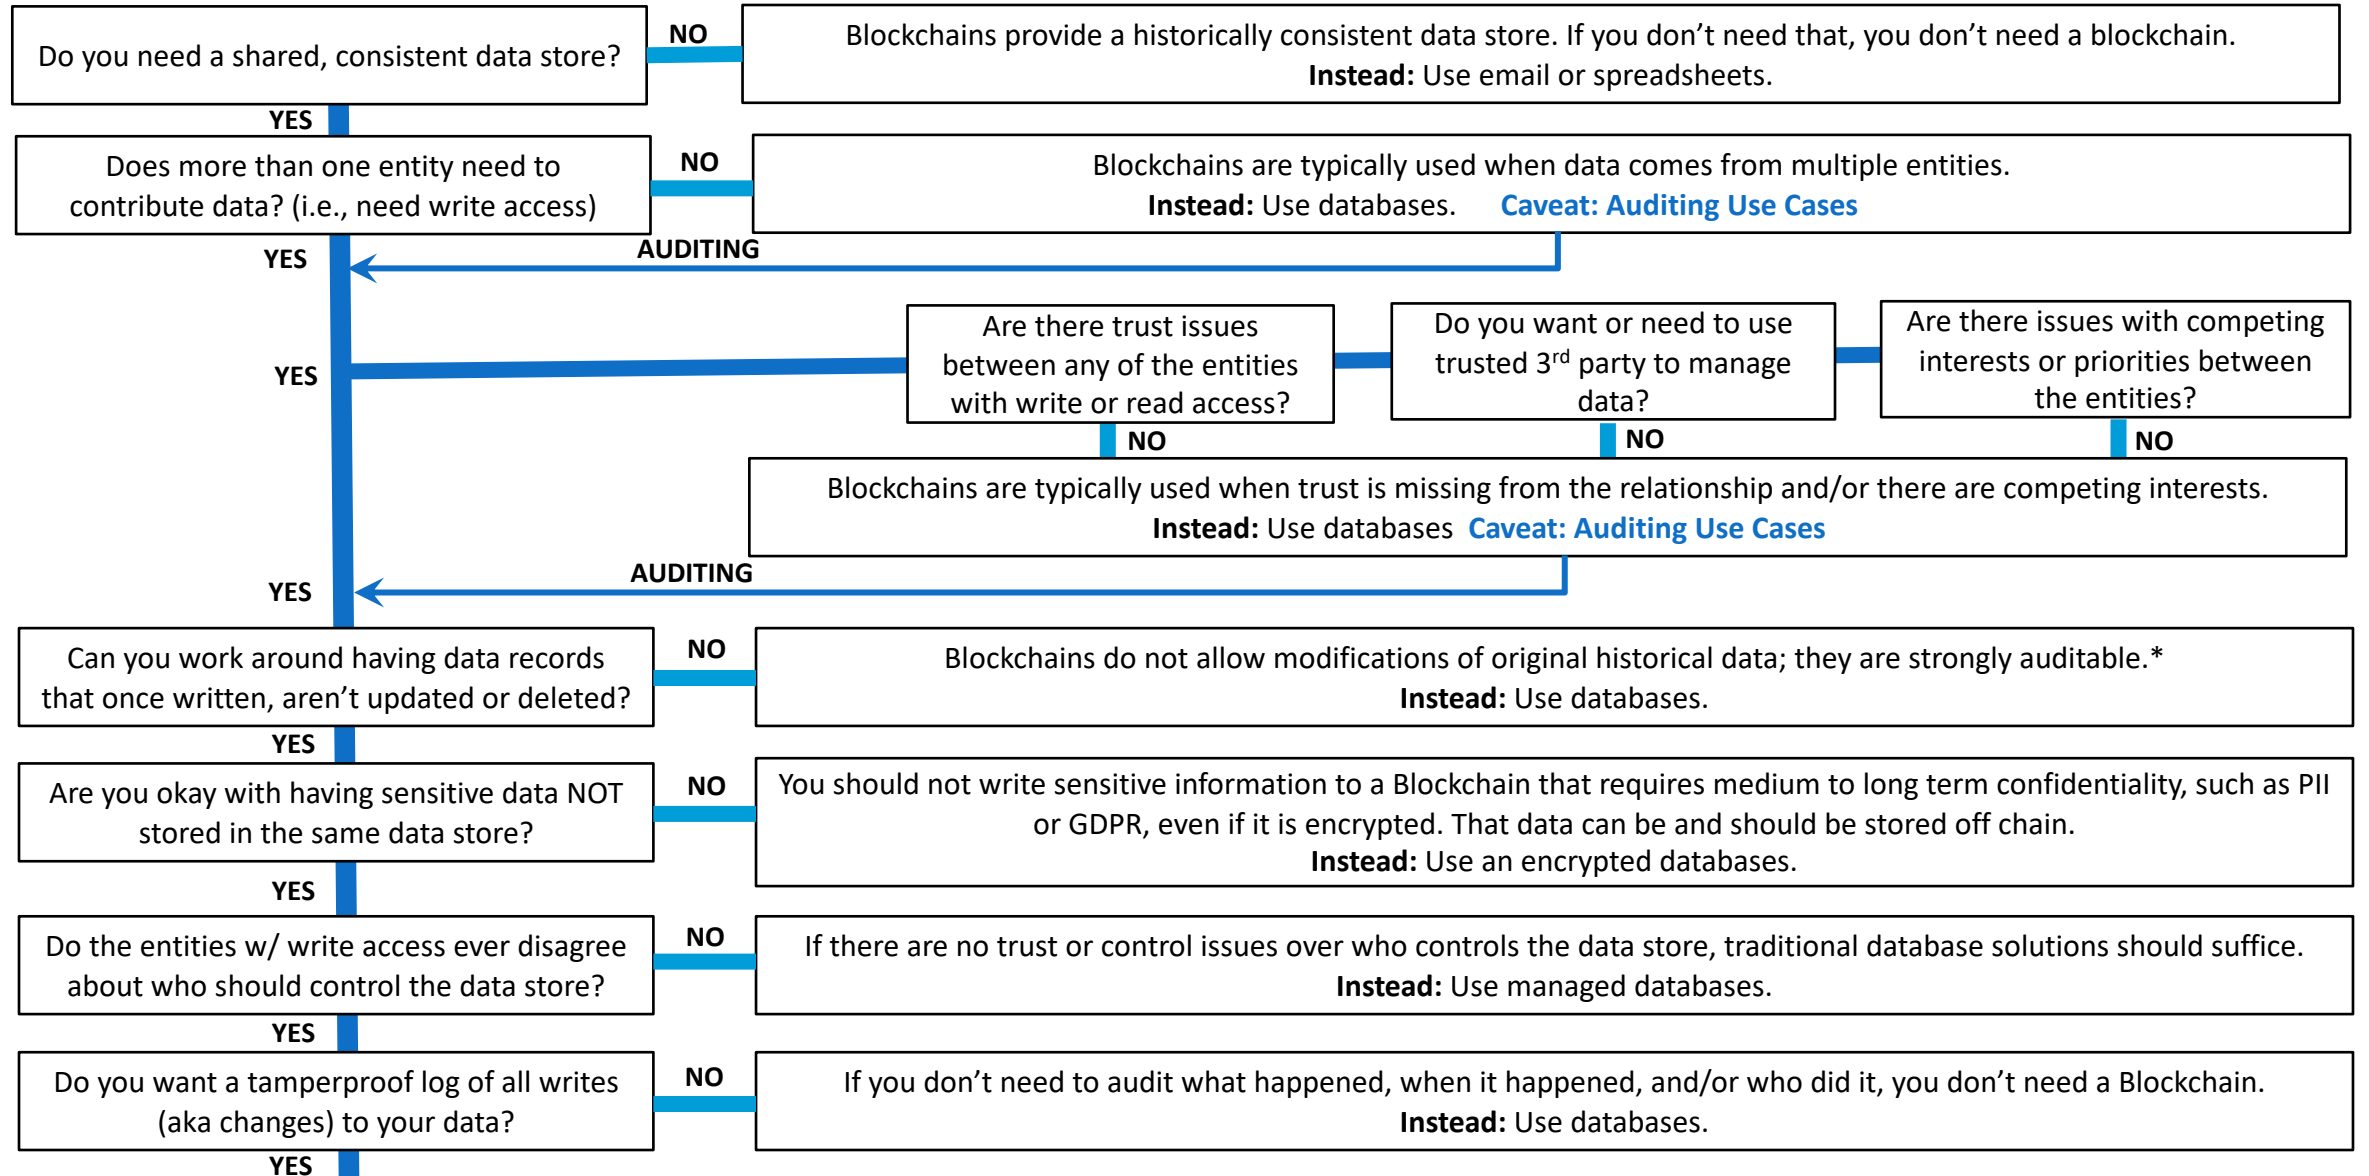 Do you need a shared, consistent data store?
NO
Blockchains provide a historically consistent data store. If you don’t need that, you don’t need a blockchain.
Instead: Use email or spreadsheets.
YES
Does more than one entity need to
contribute data? (i.e., need write access)
NO
Blockchains are typically used when data comes from multiple entities.
Instead: Use databases. Caveat: Auditing Use Cases
YES
AUDITING
YES
Are there trust issues
between any of the entities
with write or read access?
Do you want or need to use
trusted 3rd party to manage
data?
Are there issues with competing
interests or priorities between
the entities?
NO
NO
NO
Blockchains are typically used when trust is missing from the relationship and/or there are competing interests.
Instead: Use databases Caveat: Auditing Use Cases
AUDITING
YES
Can you work around having data records
that once written, aren’t updated or deleted?
NO
Blockchains do not allow modifications of original historical data; they are strongly auditable.*
Instead: Use databases.
YES
Are you okay with having sensitive data NOT
stored in the same data store?
NO
You should not write sensitive information to a Blockchain that requires medium to long term confidentiality, such as PII
or GDPR, even if it is encrypted. That data can be and should be stored off chain.
Instead: Use an encrypted databases.
YES
Do the entities w/ write access ever disagree
about who should control the data store?
NO
If there are no trust or control issues over who controls the data store, traditional database solutions should suffice.
Instead: Use managed databases.
YES
Do you want a tamperproof log of all writes
(aka changes) to your data?
NO
If you don’t need to audit what happened, when it happened, and/or who did it, you don’t need a Blockchain.
Instead: Use databases.
YES